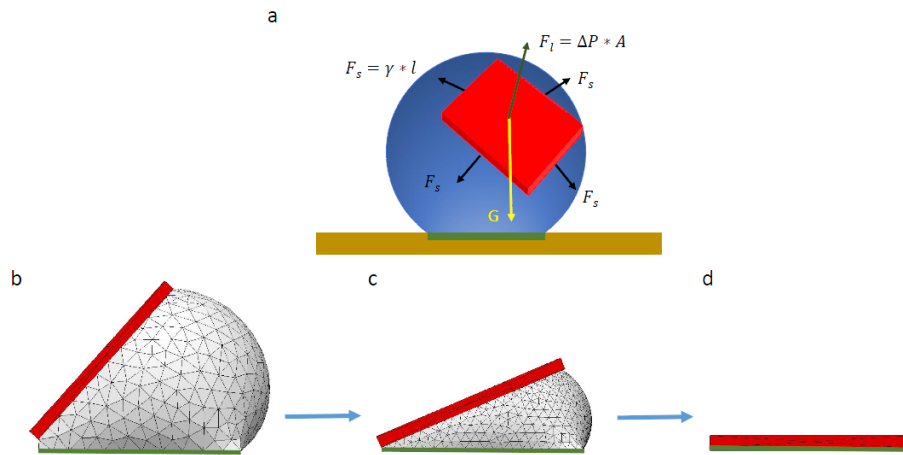 a
F_l = ΔP * A
F_s = γ * l
F_s
F_s
F_s
G
b
c
d